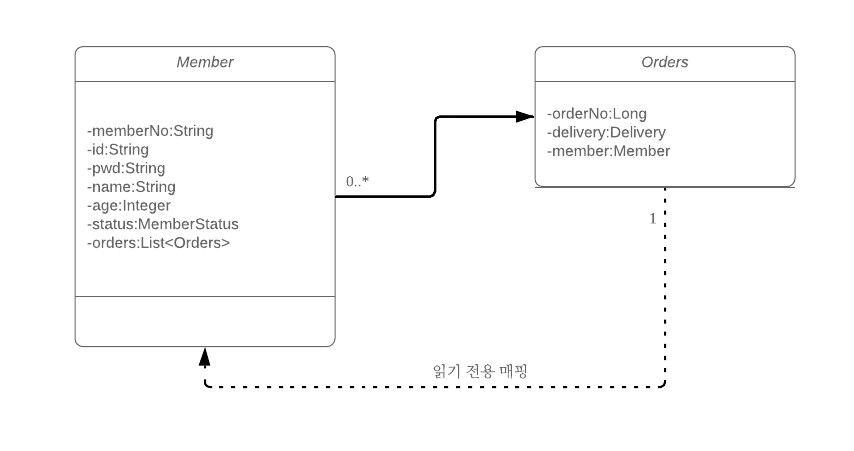 Member
-memberNo:String
-id:String
-pwd:String
-name:String
-age:Integer
-status:MemberStatus
-orders:List<Orders>
0..*
Orders
-orderNo:Long
-delivery:Delivery
-member:Member
1
읽기 전용 매핑